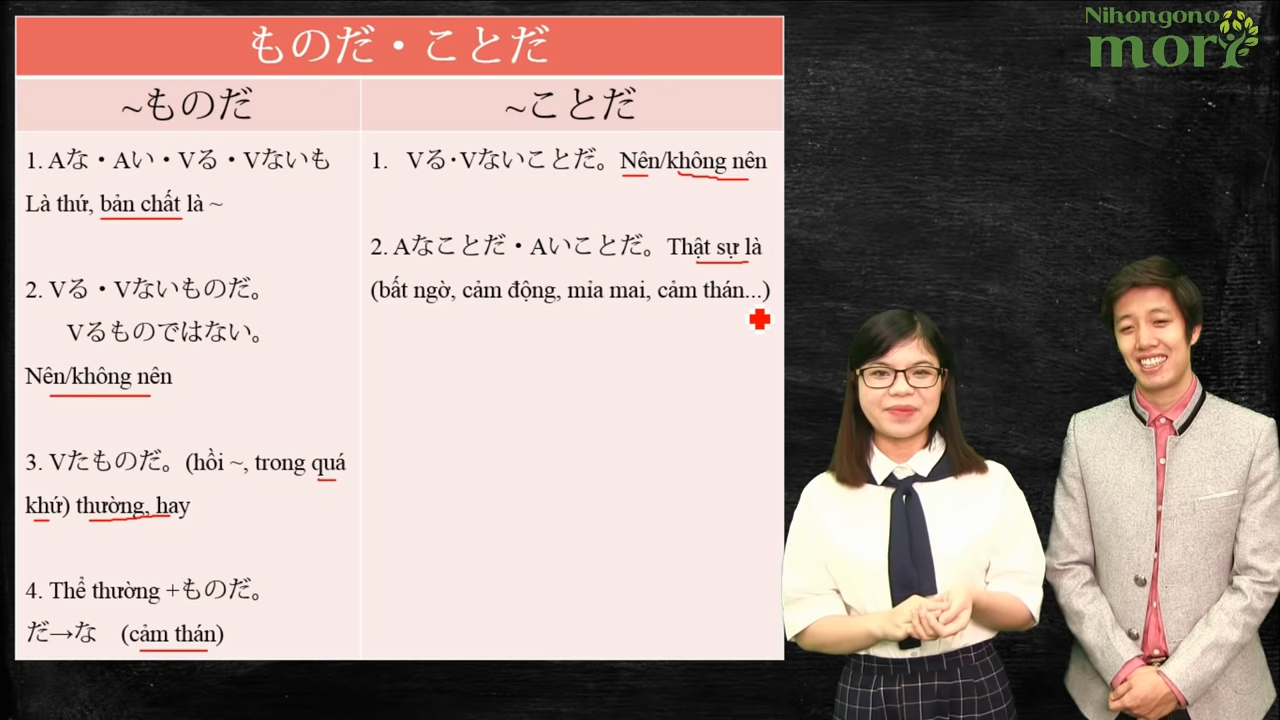 ものだ・ことだ
~ものだ
~ことだ
1. Aな・Aい・Vる・Vないも
Là thứ, bản chất là ~
2. Vる・Vないものだ。
Vるものではない。
Nên/không nên
3. Vたものだ。(hồi ~, trong quá
khứ) thường, hay
4. Thể thường +ものだ。
だ→な (cảm thán)
1. Vる·Vないことだ。Nên/không nên
2. Aなことだ・Aいことだ。Thật sự là
(bất ngờ, cảm động, mỉa mai, cảm thán...)
Nihongono
mori